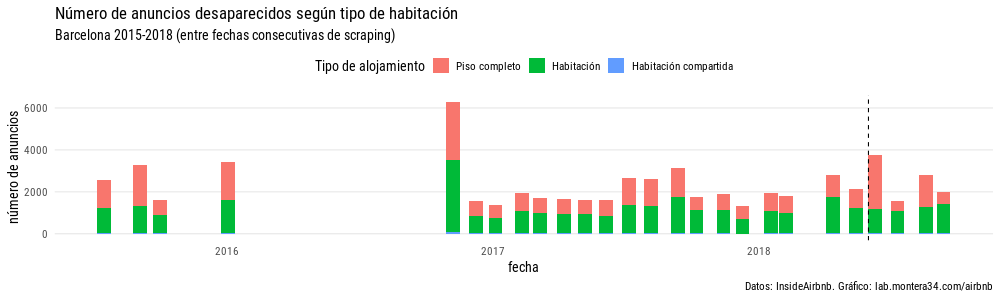 Número de anuncios desaparecidos según tipo de habitación
Barcelona 2015-2018 (entre fechas consecutivas de scraping)
Tipo de alojamiento Piso completo Habitación Habitación compartida
número de anuncios
6000
4000
2000
0
2016 2017 2018
fecha
Datos: InsideAirbnb. Gráfico: lab.montera34.com/airbnb